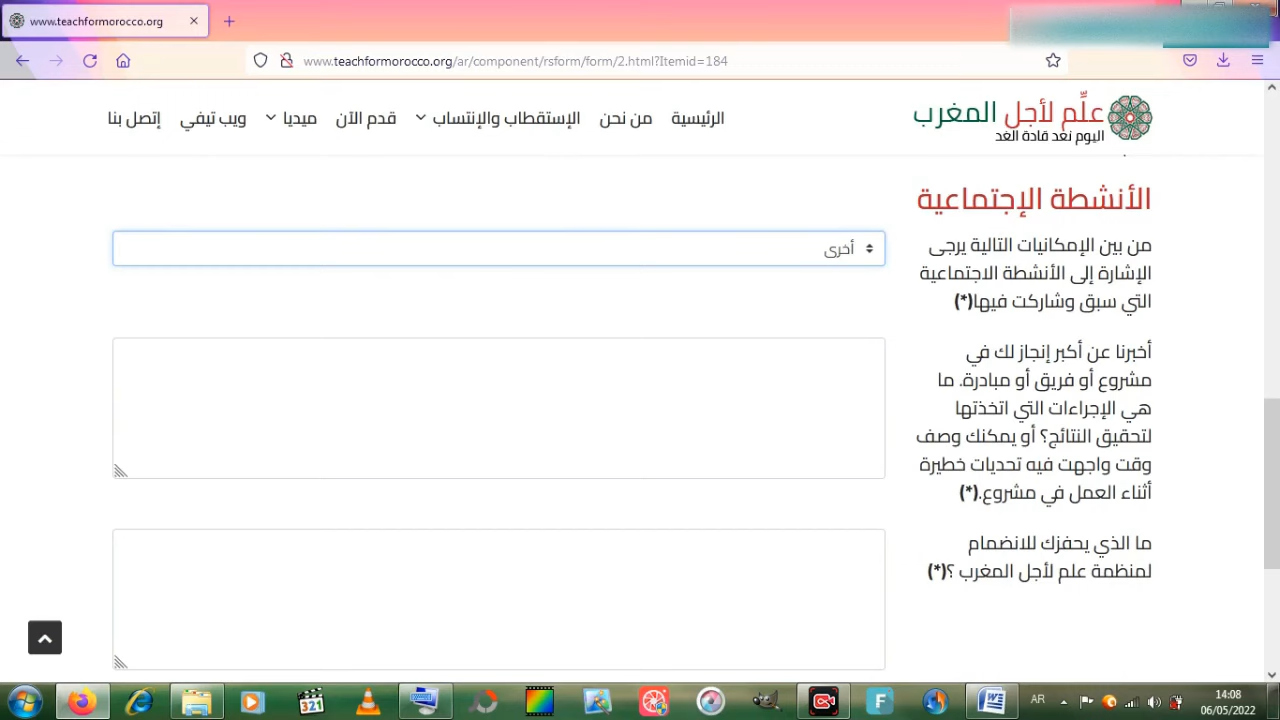 www.teachformorocco.org
www.teachformorocco.org/ar/component/rsform/form/2.html?Itemid=184
علِّم لأجل المغرب
اليوم نعد قادة الغد
الرئيسية
من نحن
الإستقطاب والإنتساب
قدم الآن
ميديا
ويب تيفي
إتصل بنا
الأنشطة الإجتماعية
من بين الإمكانيات التالية يرجى
الإشارة إلى الأنشطة الاجتماعية
التي سبق وشاركت فيها(*)
أخرى
أخبرنا عن أكبر إنجاز لك في
مشروع أو فريق أو مبادرة. ما
هي الإجراءات التي اتخذتها
لتحقيق النتائج؟ أو يمكنك وصف
وقت واجهت فيه تحديات خطيرة
أثناء العمل في مشروع.(*)
ما الذي يحفزك للانضمام
لمنظمة علم لأجل المغرب ؟(*)
321
F
AR
14:08
06/05/2022